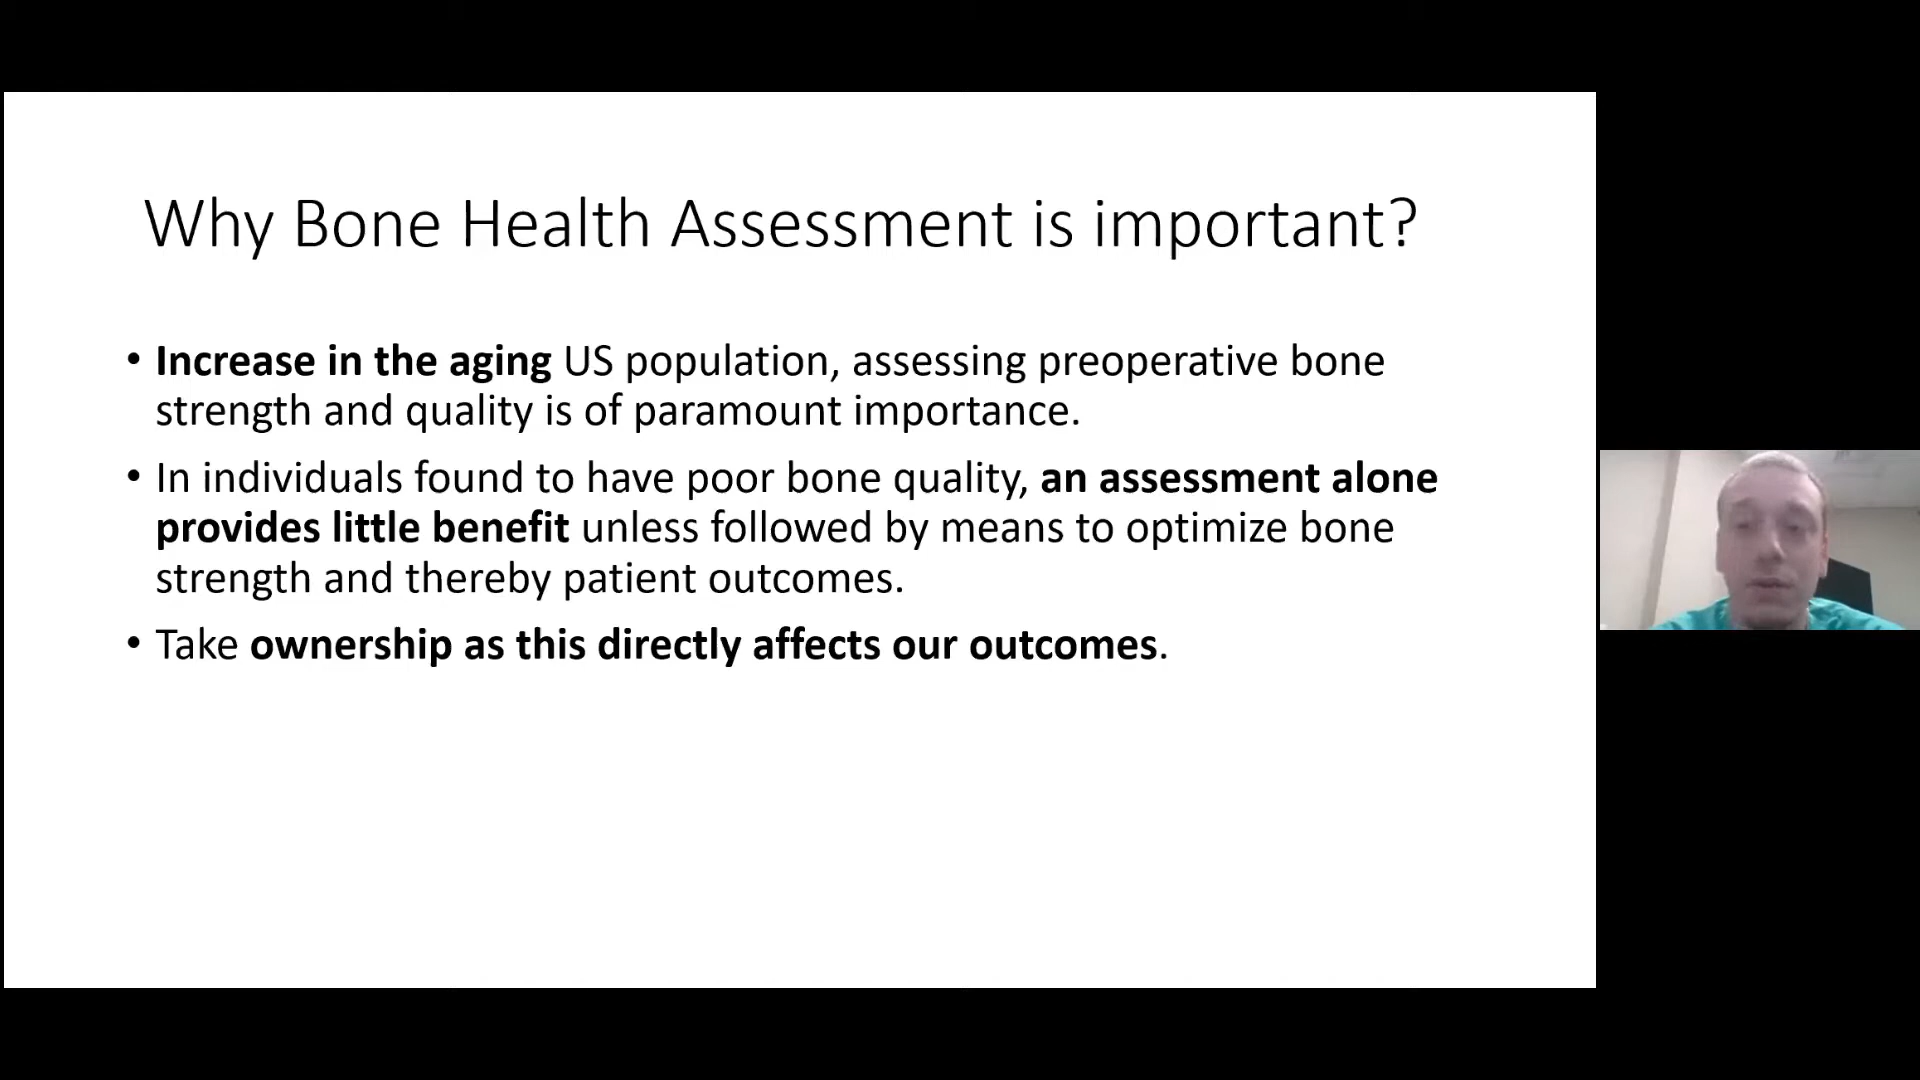 Why Bone Health Assessment is important?
• Increase in the aging US population, assessing preoperative bone
strength and quality is of paramount importance.
• In individuals found to have poor bone quality, an assessment alone
provides little benefit unless followed by means to optimize bone
strength and thereby patient outcomes.
• Take ownership as this directly affects our outcomes.